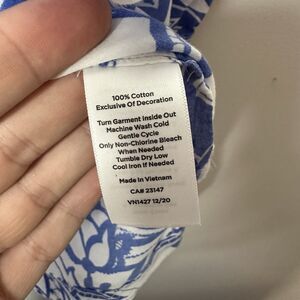 100% Cotton
Exclusive Of Decoration
Turn Garment Inside Out
Machine Wash Cold
Gentle Cycle
Only Non-Chlorine Bleach
When Needed
Tumble Dry Low
Cool Iron If Needed
Made in Vietnam
CA# 23147
VN1427 12/20